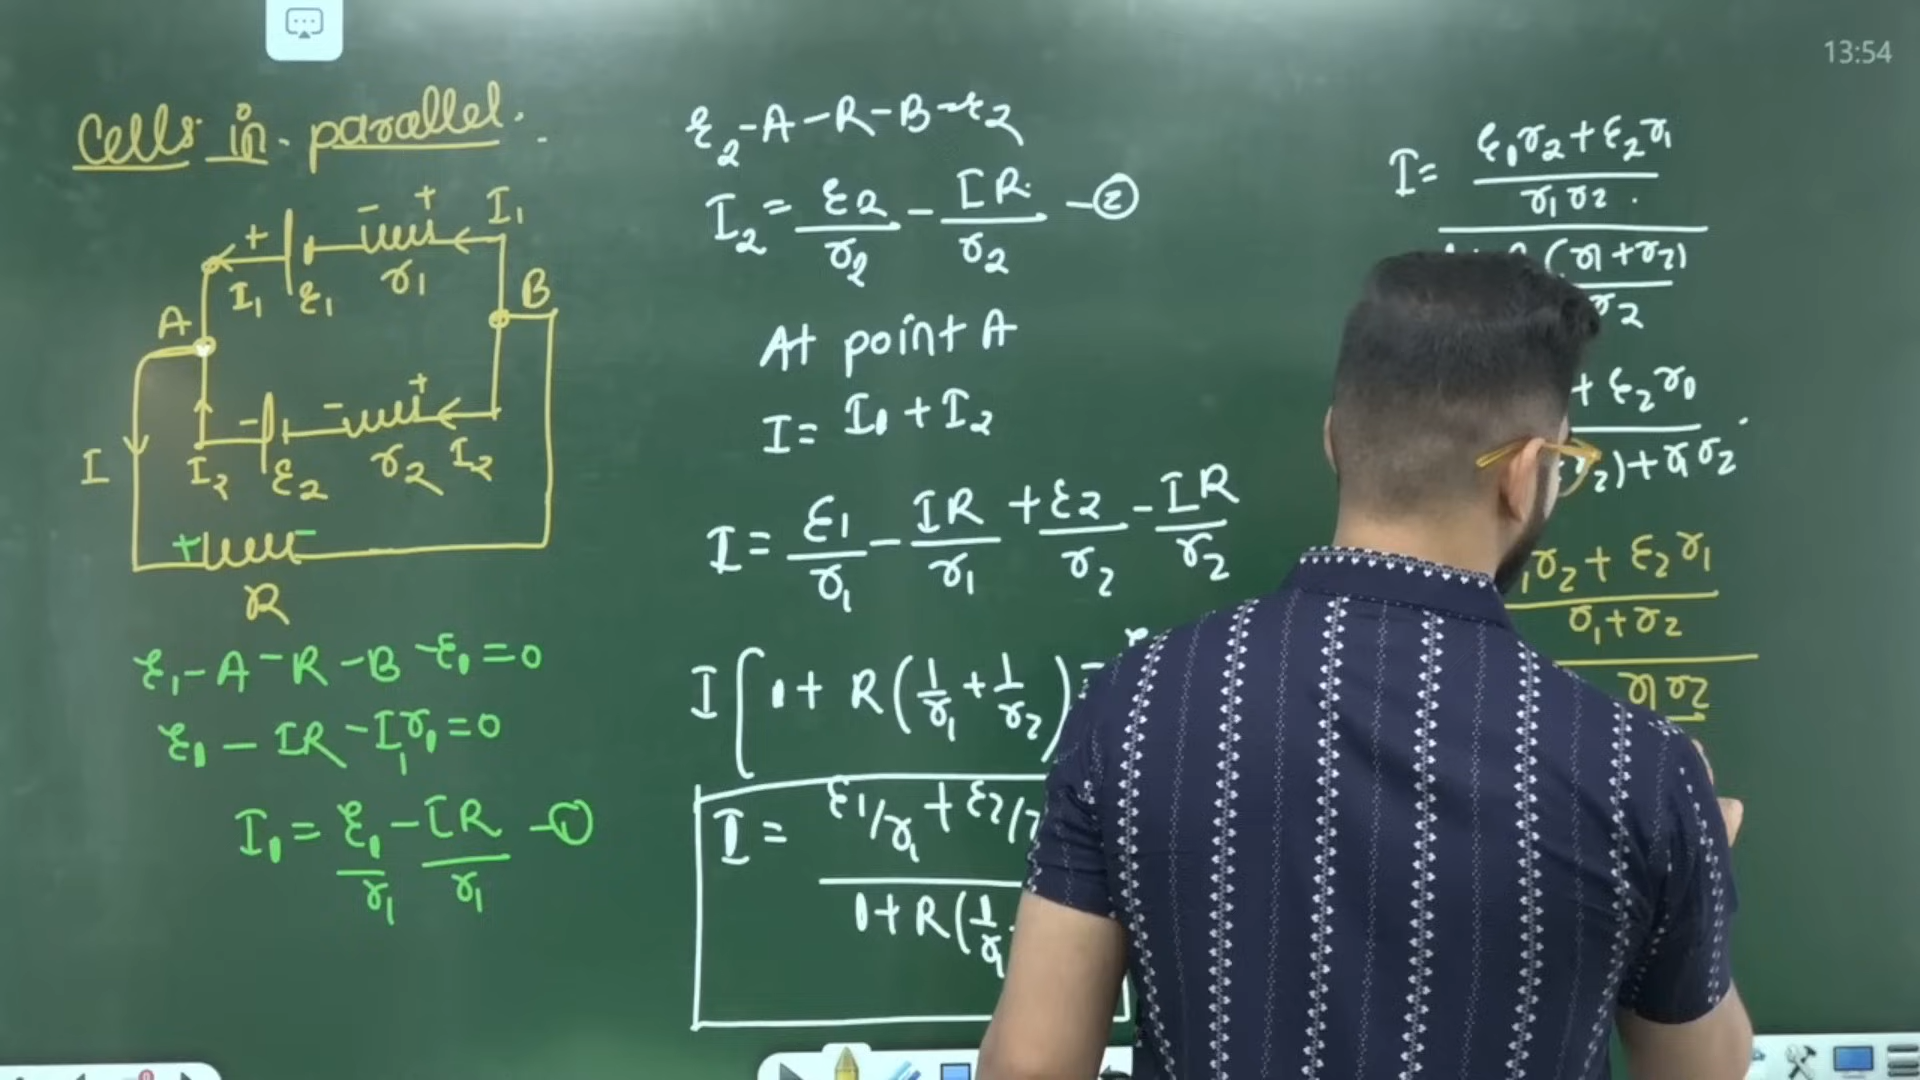 13:54
Cells in parallel.
+ - + I₁
I₁ ε₁ r₁ B
A
- - +
I I₂ ε₂ r₂ I₂
+ -
R
ε₁-A-R-B-ε₁=0
ε₁-IR-I₁r₁=0
I₁=ε₁/r₁-IR/r₁ -①
ε₂-A-R-B-ε₂
I₂=ε₂/r₂-IR/r₂ -②
At point A
I=I₁+I₂
I=ε₁/r₁-IR/r₁+ε₂/r₂-IR/r₂
I[1+R(1/r₁+1/r₂)
I=ε₁/r₁+ε₂/
1+R(1/r₁
I=ε₁r₂+ε₂r₁
r₁r₂.
(r₁+r₂)
r₂
+ε₂r₁
r₂)+r₁r₂
r₂+ε₂r₁
r₁+r₂
r₁r₂